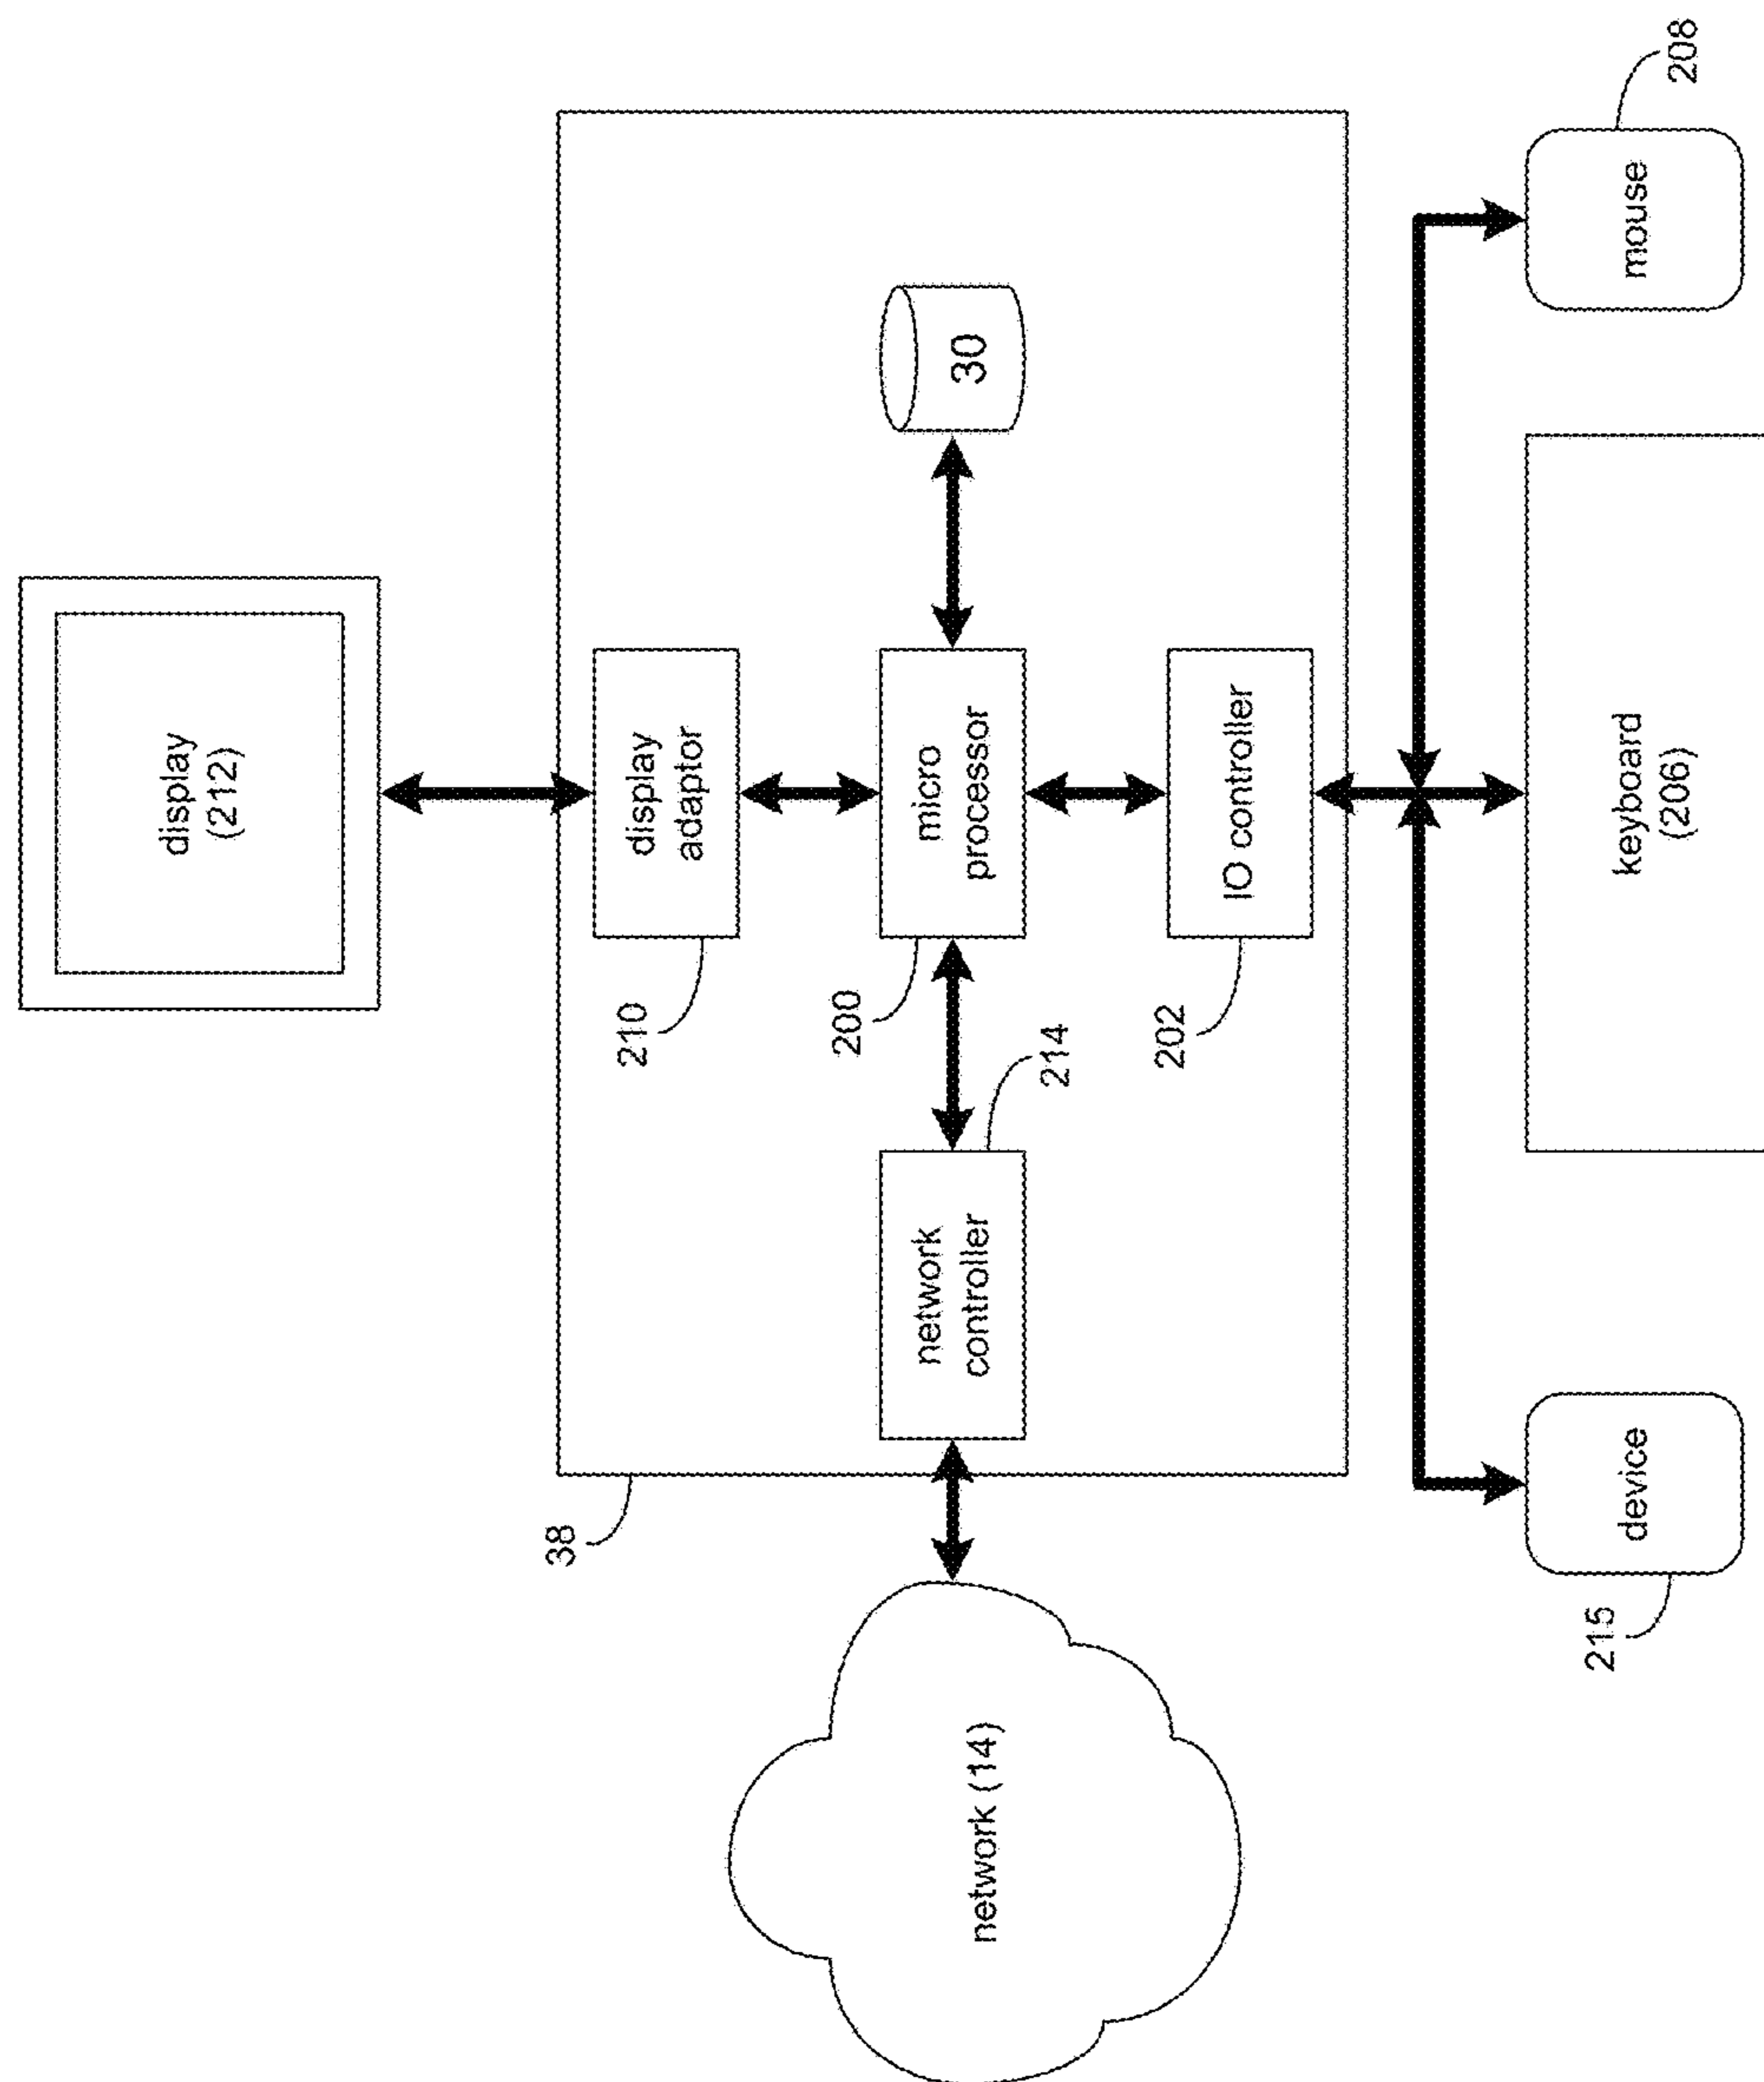 display
(212)
display
adaptor
210
micro
processor
200
30
IO controller
202
network
controller
214
38
network (14)
keyboard
(206)
mouse
208
device
215